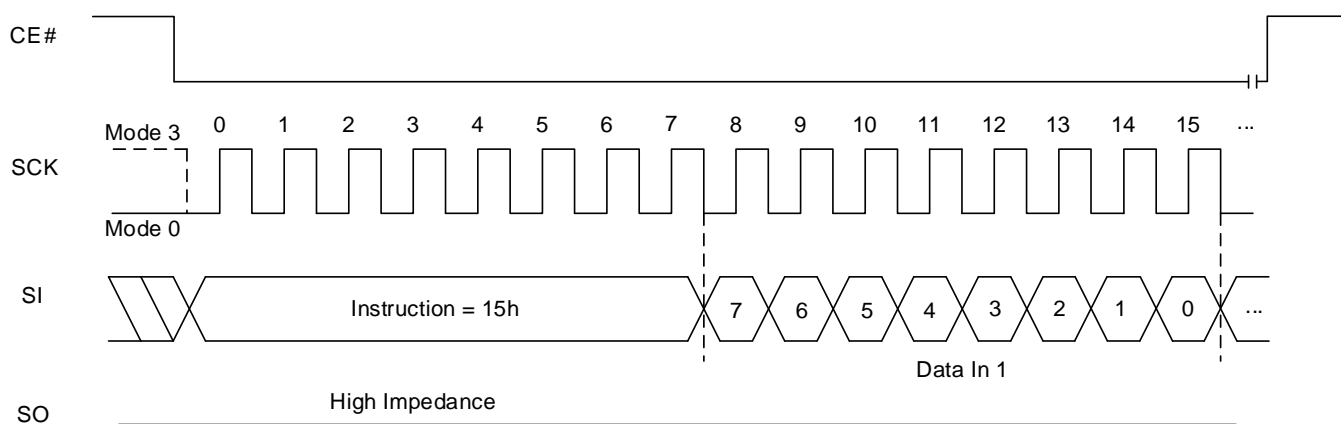 CE#
Mode 3
0 1 2 3 4 5 6 7 8 9 10 11 12 13 14 15 ...
SCK
Mode 0
SI
Instruction = 15h
7 6 5 4 3 2 1 0 ...
Data In 1
High Impedance
SO